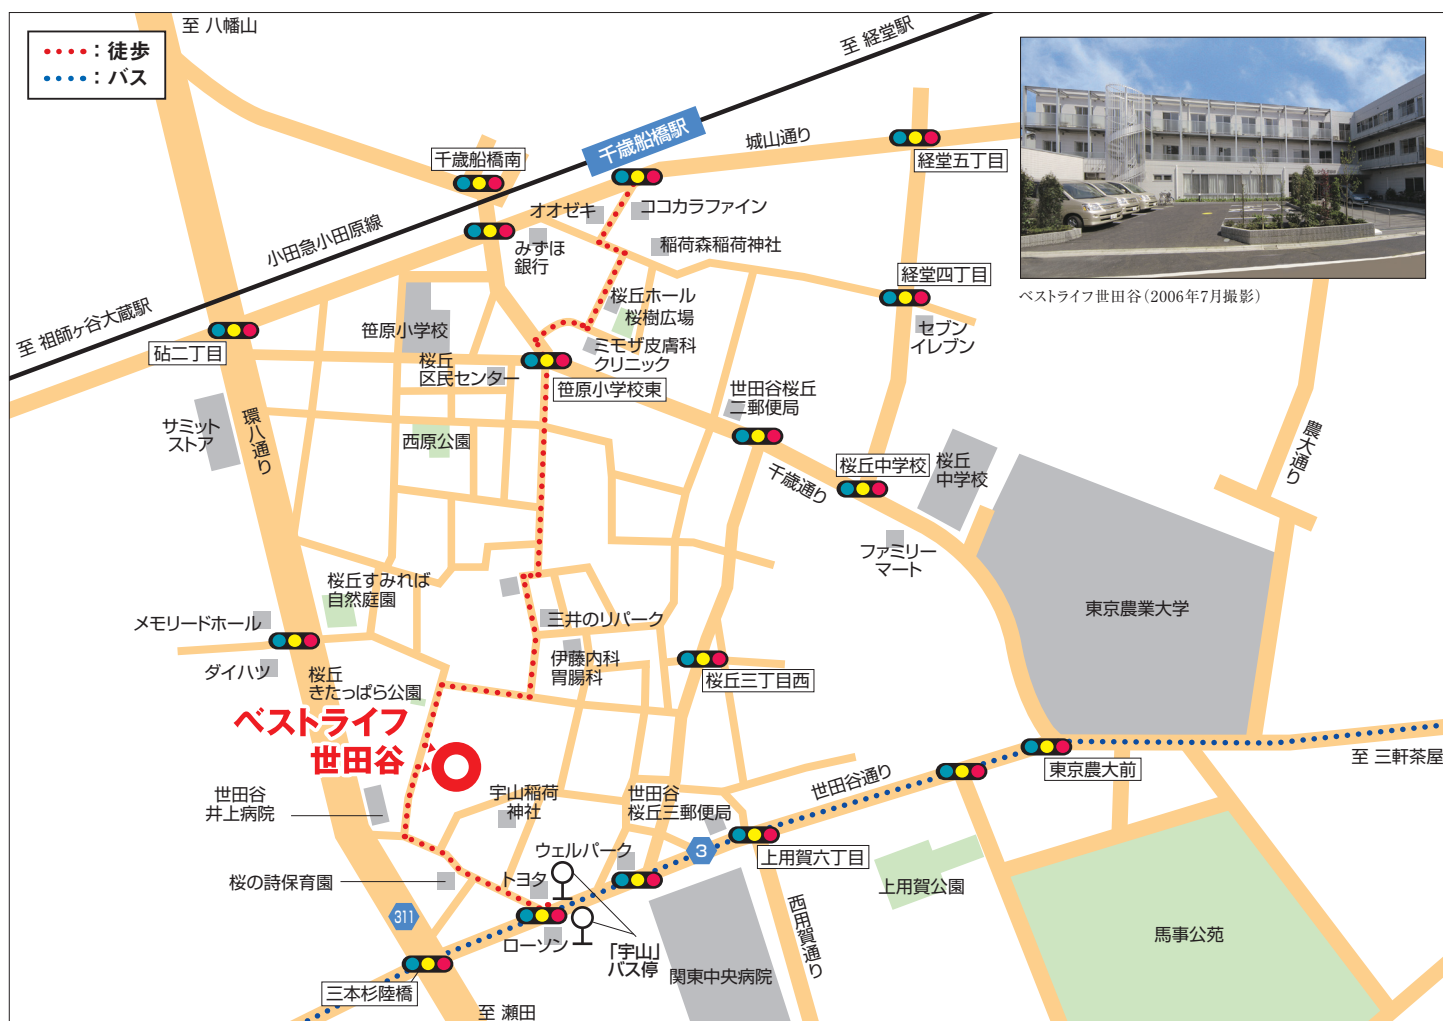 至 八幡山
：徒歩
：バス
至 経堂駅
千歳船橋駅
城山通り
経堂五丁目
千歳船橋南
オオゼキ
ココカラファイン
小田急小田原線
みずほ
銀行
稲荷森稲荷神社
経堂四丁目
ベストライフ世田谷（2006年7月撮影）
至 祖師ヶ谷大蔵駅
桜丘ホール
桜樹広場
笹原小学校
セブン
イレブン
砧二丁目
ミモザ皮膚科
クリニック
桜丘
区民センター
笹原小学校東
世田谷桜丘
二郵便局
サミット
ストア
環八通り
西原公園
農大通り
千歳通り
桜丘中学校
桜丘
中学校
ファミリー
マート
桜丘すみれば
自然庭園
東京農業大学
メモリードホール
三井のリパーク
ダイハツ
伊藤内科
胃腸科
桜丘
きたっぱら公園
桜丘三丁目西
ベストライフ
世田谷
東京農大前
至 三軒茶屋
世田谷通り
世田谷
井上病院
宇山稲荷
神社
世田谷
桜丘三郵便局
ウェルパーク
3
上用賀六丁目
桜の詩保育園
トヨタ
上用賀公園
311
西用賀通り
ローソン
「宇山」
バス停
馬事公苑
関東中央病院
三本杉陸橋
至 瀬田